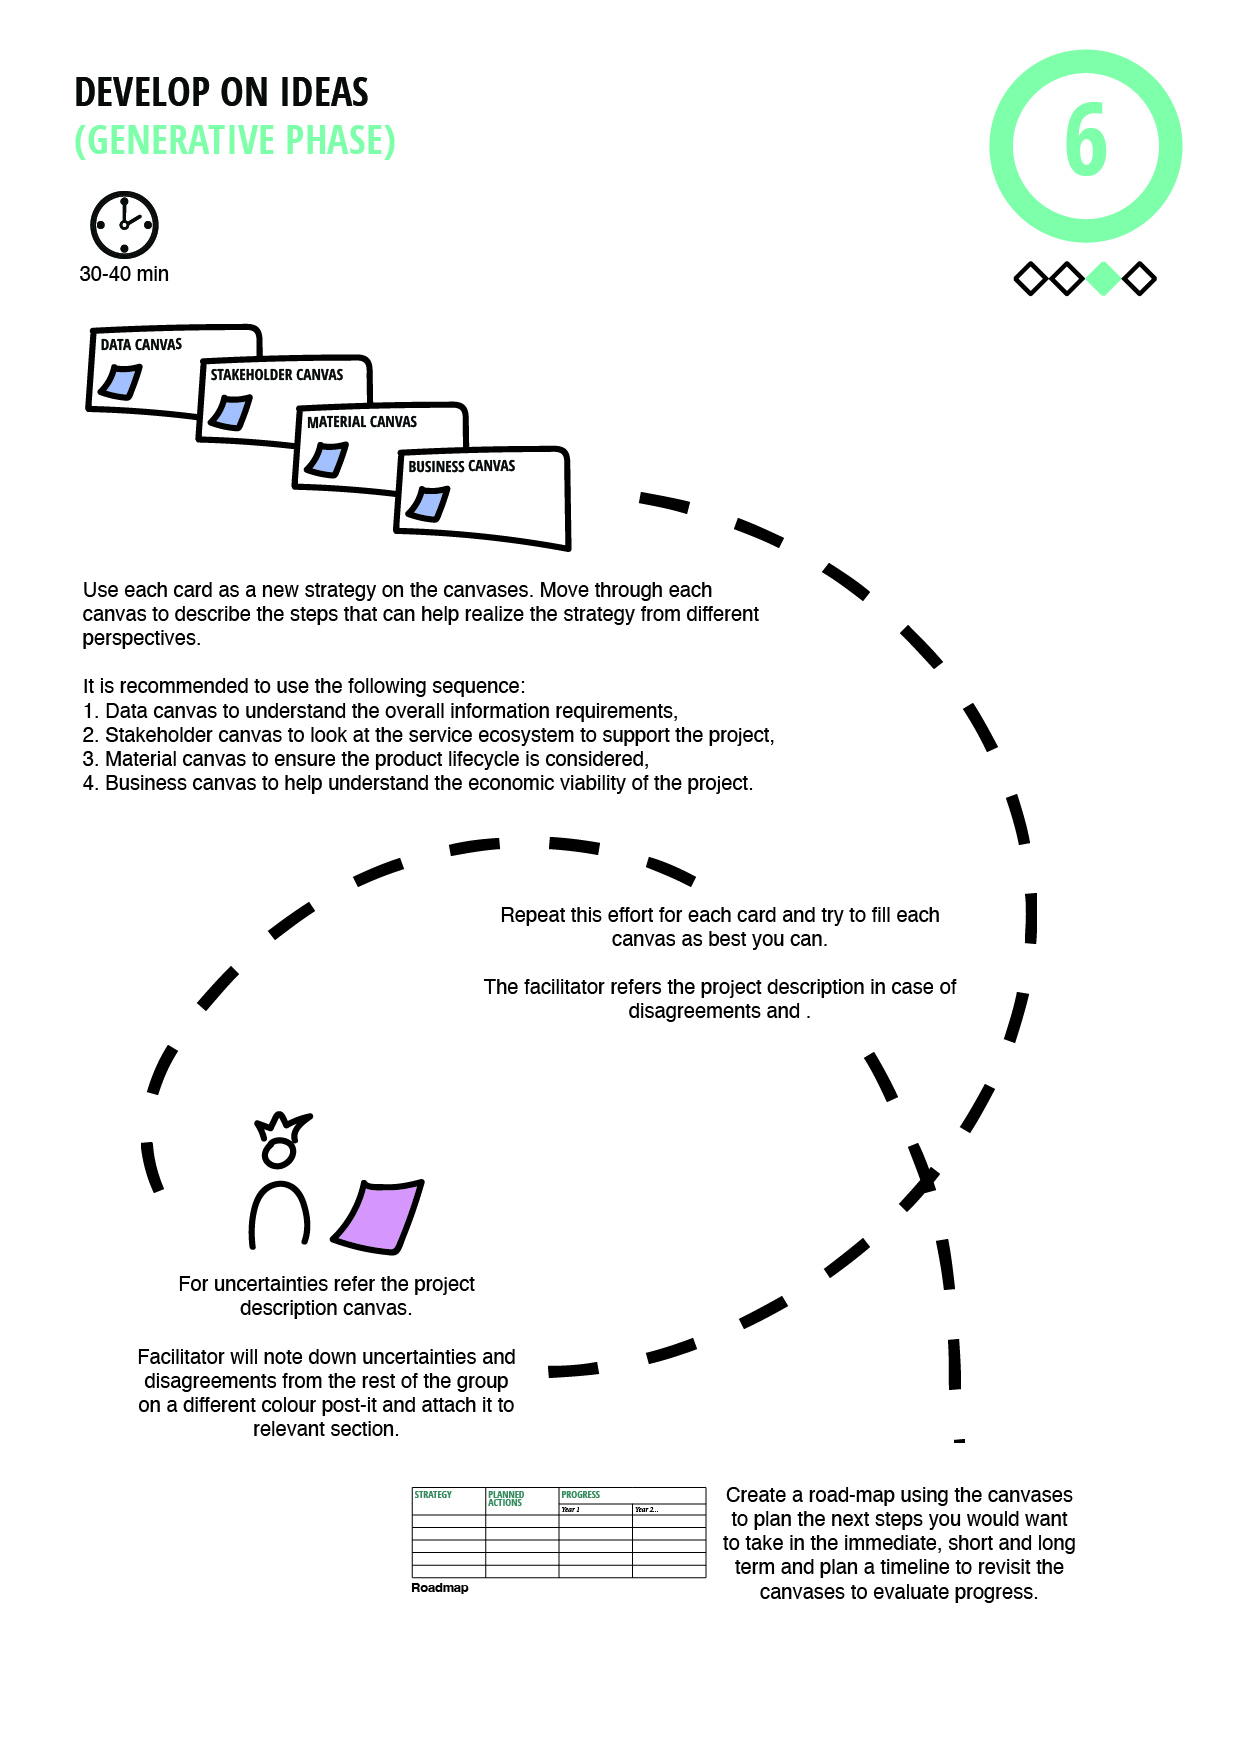 DEVELOP ON IDEAS
(GENERATIVE PHASE)
6
30-40 min
DATA CANVAS
STAKEHOLDER CANVAS
MATERIAL CANVAS
BUSINESS CANVAS
Use each card as a new strategy on the canvases. Move through each
canvas to describe the steps that can help realize the strategy from different
perspectives.
It is recommended to use the following sequence:
1. Data canvas to understand the overall information requirements,
2. Stakeholder canvas to look at the service ecosystem to support the project,
3. Material canvas to ensure the product lifecycle is considered,
4. Business canvas to help understand the economic viability of the project.
Repeat this effort for each card and try to fill each
canvas as best you can.
The facilitator refers the project description in case of
disagreements and .
For uncertainties refer the project
description canvas.
Facilitator will note down uncertainties and
disagreements from the rest of the group
on a different colour post-it and attach it to
relevant section.
STRATEGY
PLANNED
ACTIONS
PROGRESS
Year 1
Year 2...
Roadmap
Create a road-map using the canvases
to plan the next steps you would want
to take in the immediate, short and long
term and plan a timeline to revisit the
canvases to evaluate progress.